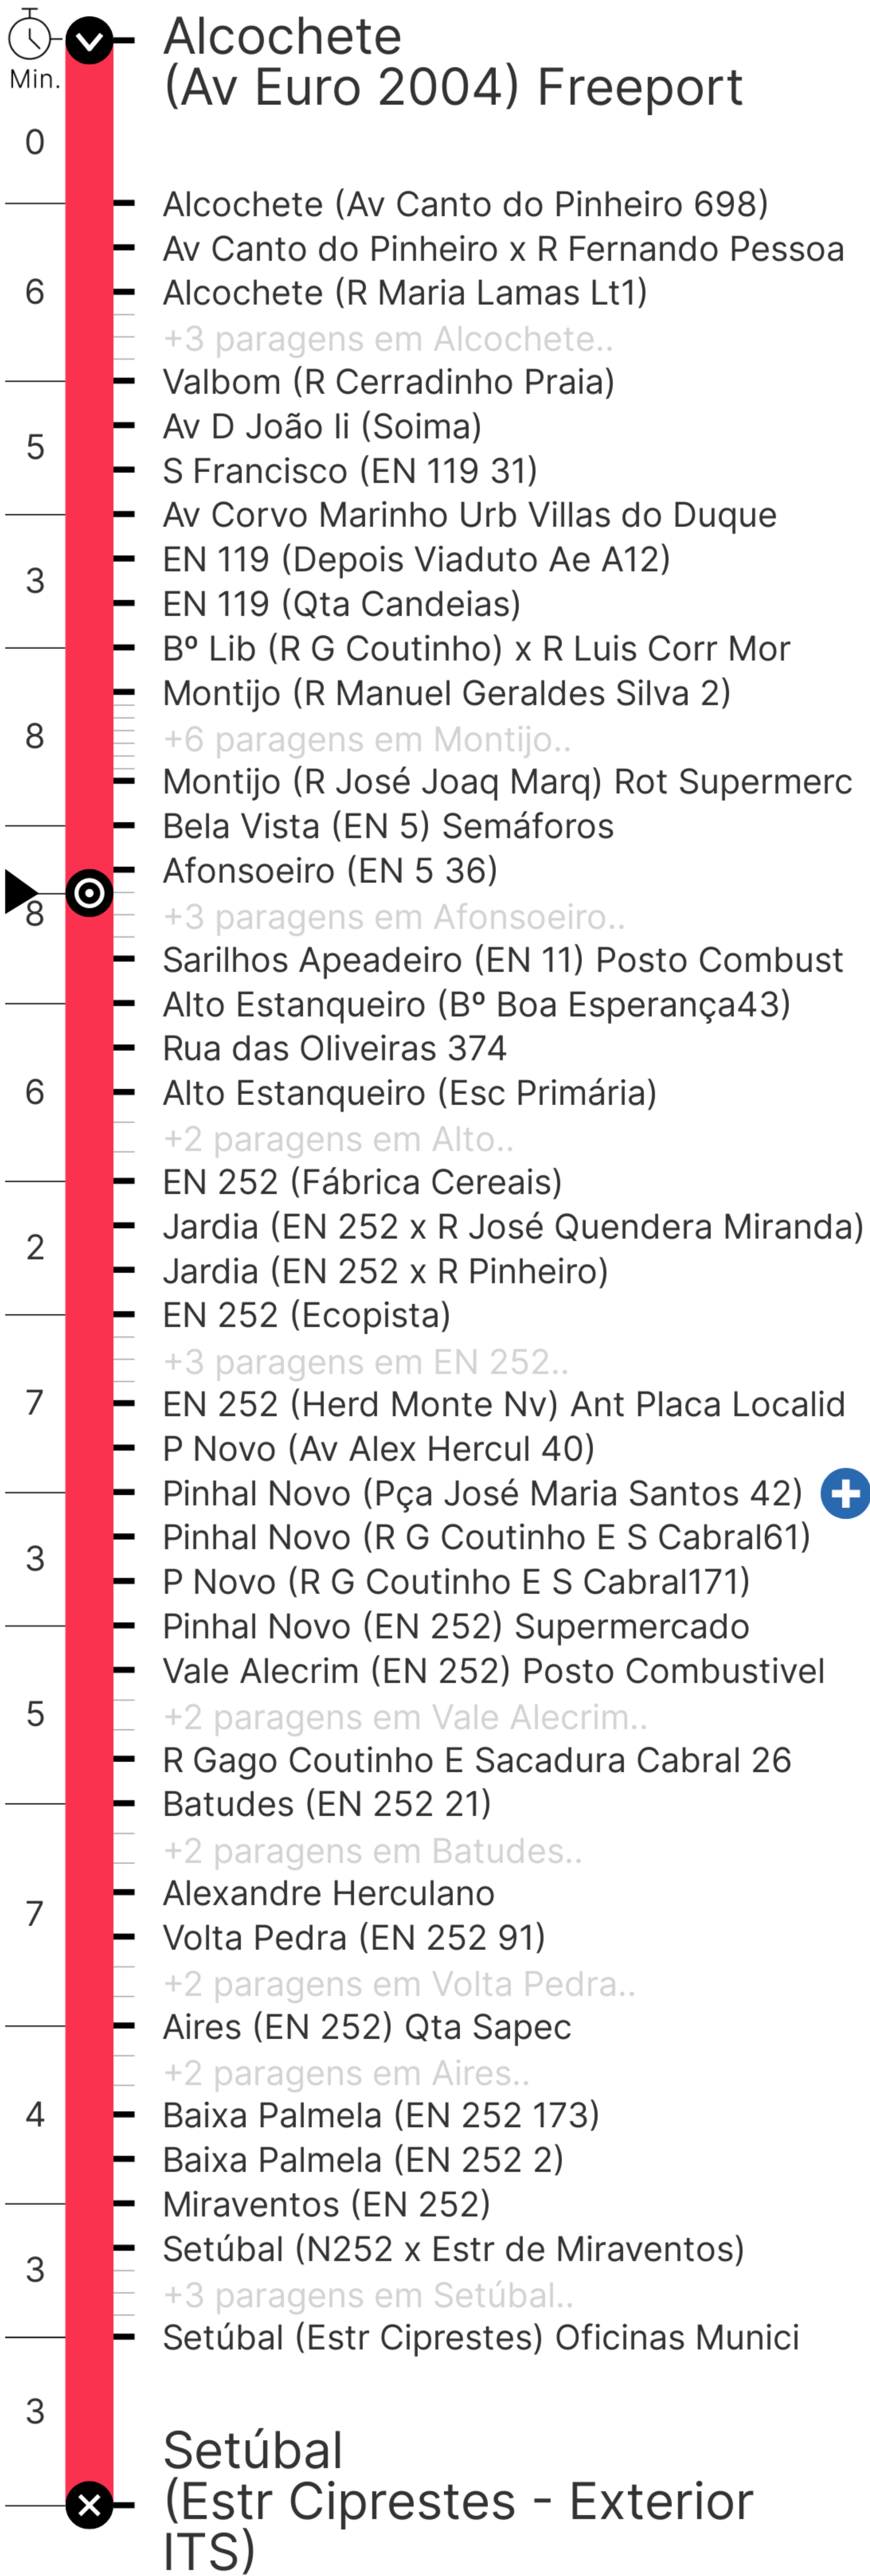 Alcochete
(Av Euro 2004) Freeport
Min.
0
Alcochete (Av Canto do Pinheiro 698)
Av Canto do Pinheiro x R Fernando Pessoa
6
Alcochete (R Maria Lamas Lt1)
+3 paragens em Alcochete..
Valbom (R Cerradinho Praia)
Av D João Ii (Soima)
5
S Francisco (EN 119 31)
Av Corvo Marinho Urb Villas do Duque
EN 119 (Depois Viaduto Ae A12)
3
EN 119 (Qta Candeias)
Bº Lib (R G Coutinho) x R Luis Corr Mor
Montijo (R Manuel Geraldes Silva 2)
8
+6 paragens em Montijo..
Montijo (R José Joaq Marq) Rot Supermerc
Bela Vista (EN 5) Semáforos
Afonsoeiro (EN 5 36)
8
+3 paragens em Afonsoeiro..
Sarilhos Apeadeiro (EN 11) Posto Combust
Alto Estanqueiro (Bº Boa Esperança43)
Rua das Oliveiras 374
6
Alto Estanqueiro (Esc Primária)
+2 paragens em Alto..
EN 252 (Fábrica Cereais)
Jardia (EN 252 x R José Quendera Miranda)
2
Jardia (EN 252 x R Pinheiro)
EN 252 (Ecopista)
+3 paragens em EN 252..
7
EN 252 (Herd Monte Nv) Ant Placa Localid
P Novo (Av Alex Hercul 40)
Pinhal Novo (Pça José Maria Santos 42)
Pinhal Novo (R G Coutinho E S Cabral61)
3
P Novo (R G Coutinho E S Cabral171)
Pinhal Novo (EN 252) Supermercado
Vale Alecrim (EN 252) Posto Combustivel
5
+2 paragens em Vale Alecrim..
R Gago Coutinho E Sacadura Cabral 26
Batudes (EN 252 21)
+2 paragens em Batudes..
Alexandre Herculano
7
Volta Pedra (EN 252 91)
+2 paragens em Volta Pedra..
Aires (EN 252) Qta Sapec
+2 paragens em Aires..
4
Baixa Palmela (EN 252 173)
Baixa Palmela (EN 252 2)
Miraventos (EN 252)
Setúbal (N252 x Estr de Miraventos)
3
+3 paragens em Setúbal..
Setúbal (Estr Ciprestes) Oficinas Munici
3
Setúbal
(Estr Ciprestes - Exterior
ITS)